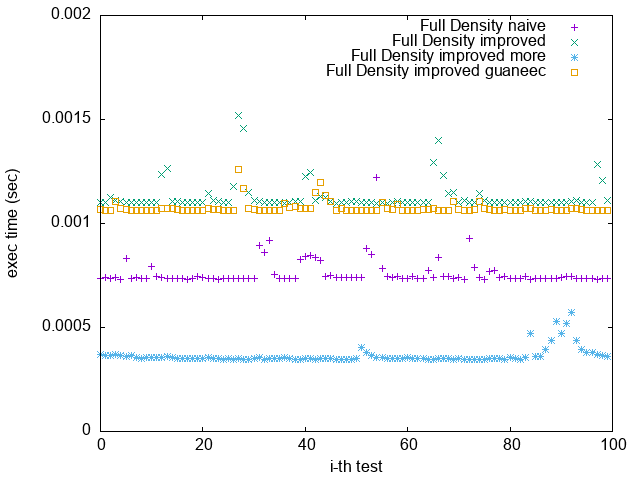 0.002
0.0015
0.001
0.0005
0
exec time (sec)
Full Density naive
Full Density improved
Full Density improved more
Full Density improved guaneec
0 20 40 60 80 100
i-th test